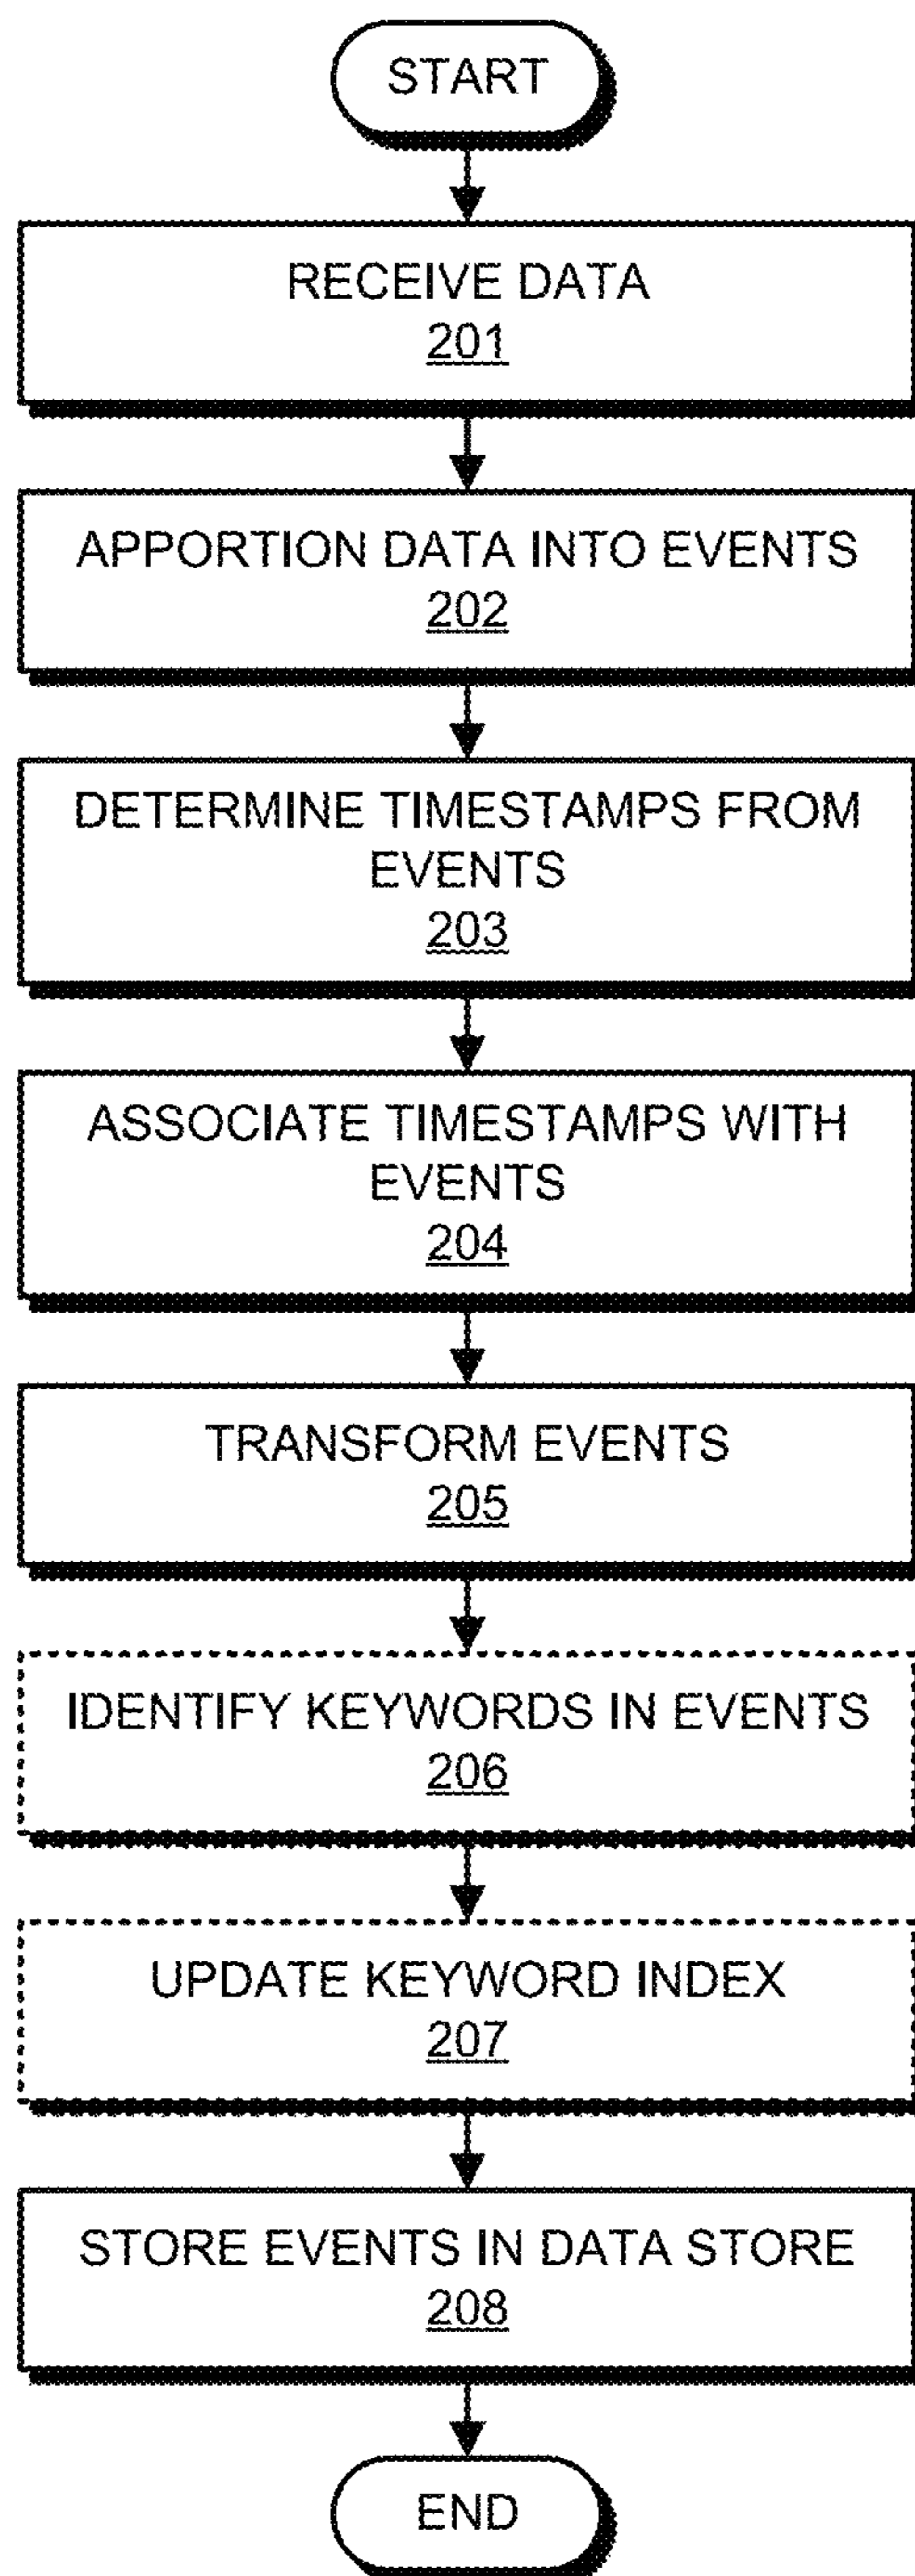 START
RECEIVE DATA
201
APPORTION DATA INTO EVENTS
202
DETERMINE TIMESTAMPS FROM
EVENTS
203
ASSOCIATE TIMESTAMPS WITH
EVENTS
204
TRANSFORM EVENTS
205
IDENTIFY KEYWORDS IN EVENTS
206
UPDATE KEYWORD INDEX
207
STORE EVENTS IN DATA STORE
208
END